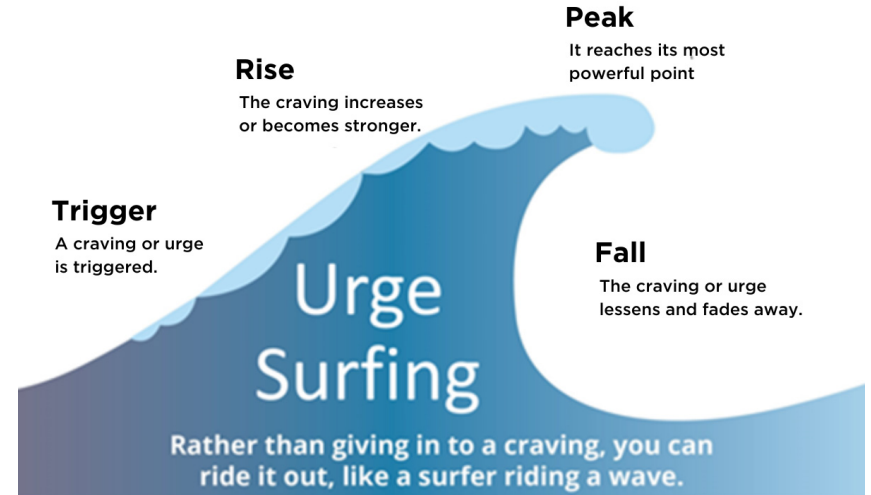 Peak
It reaches its most
powerful point
Rise
The craving increases
or becomes stronger.
Trigger
A craving or urge
is triggered.
Fall
The craving or urge
lessens and fades away.
Urge
Surfing
Rather than giving in to a craving, you can
ride it out, like a surfer riding a wave.